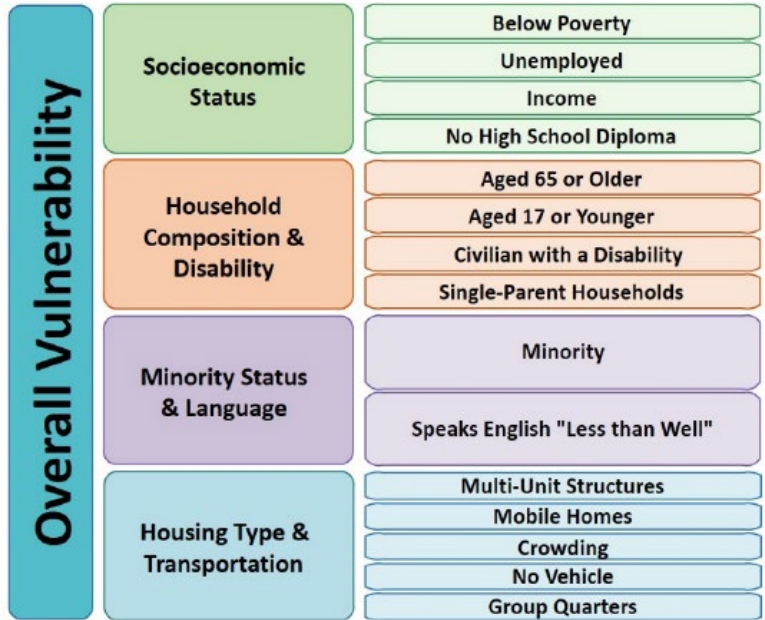 Overall Vulnerability
Socioeconomic
Status
Below Poverty
Unemployed
Income
No High School Diploma
Household
Composition &
Disability
Aged 65 or Older
Aged 17 or Younger
Civilian with a Disability
Single-Parent Households
Minority Status
& Language
Minority
Speaks English "Less than Well"
Housing Type &
Transportation
Multi-Unit Structures
Mobile Homes
Crowding
No Vehicle
Group Quarters